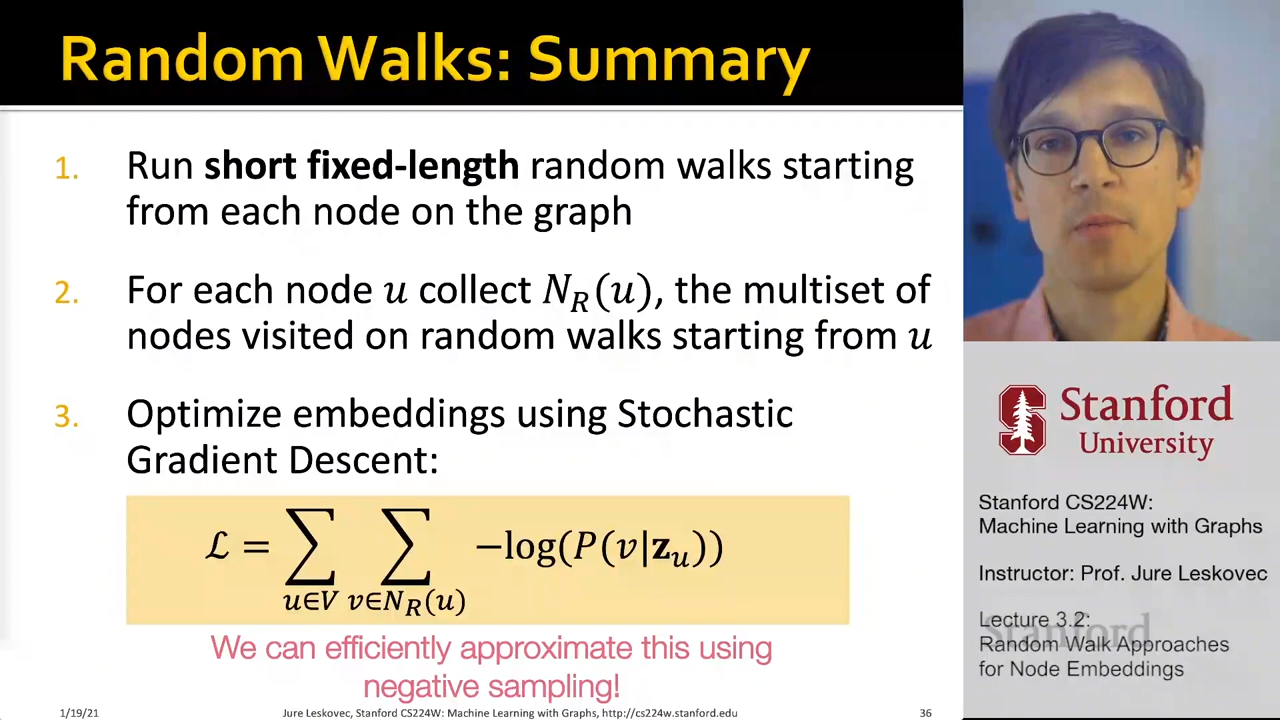 Random Walks: Summary
1. Run short fixed-length random walks starting
from each node on the graph
2. For each node u collect N_R(u), the multiset of
nodes visited on random walks starting from u
3. Optimize embeddings using Stochastic
Gradient Descent:
ℒ = ∑_{u∈V} ∑_{v∈N_R(u)} −log(P(v|𝐳_u))
We can efficiently approximate this using
negative sampling!
1/19/21
Jure Leskovec, Stanford CS224W: Machine Learning with Graphs, http://cs224w.stanford.edu
36
Stanford
University
Stanford CS224W:
Machine Learning with Graphs
Instructor: Prof. Jure Leskovec
Lecture 3.2:
Random Walk Approaches
for Node Embeddings
Stanford